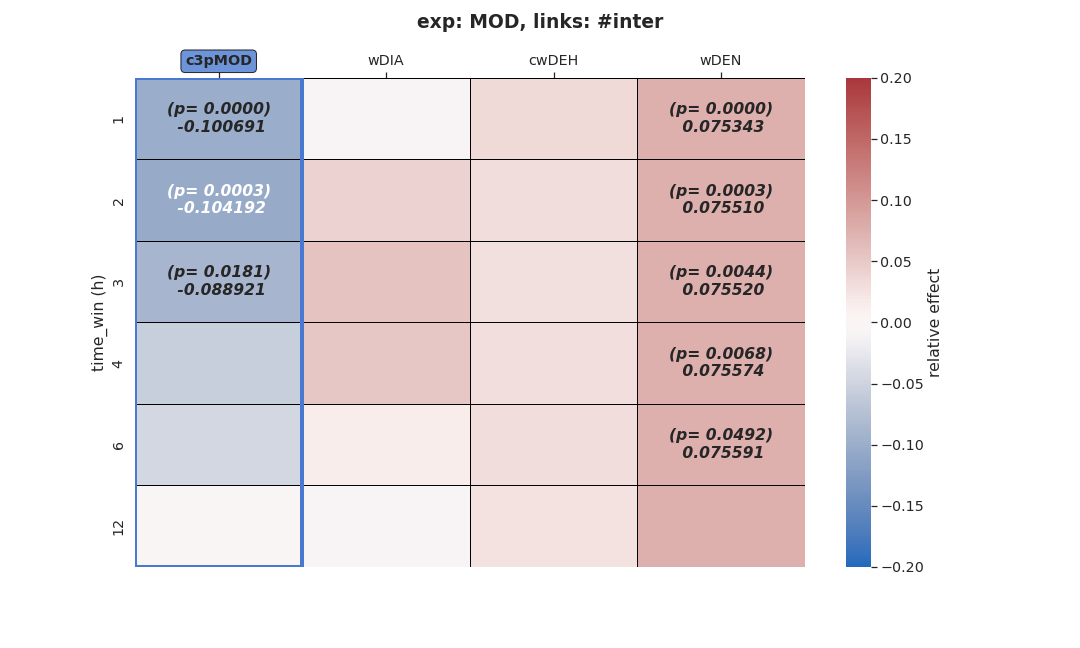 exp: MOD, links: #inter
c3pMOD wDIA cwDEH wDEN
1 (p= 0.0000) (p= 0.0000)
-0.100691 0.075343
2 (p= 0.0003) (p= 0.0003)
-0.104192 0.075510
3 (p= 0.0181) (p= 0.0044)
-0.088921 0.075520
4 (p= 0.0068)
0.075574
6 (p= 0.0492)
0.075591
12
time_win (h)
0.20
0.15
0.10
0.05
0.00
−0.05
−0.10
−0.15
−0.20
relative effect